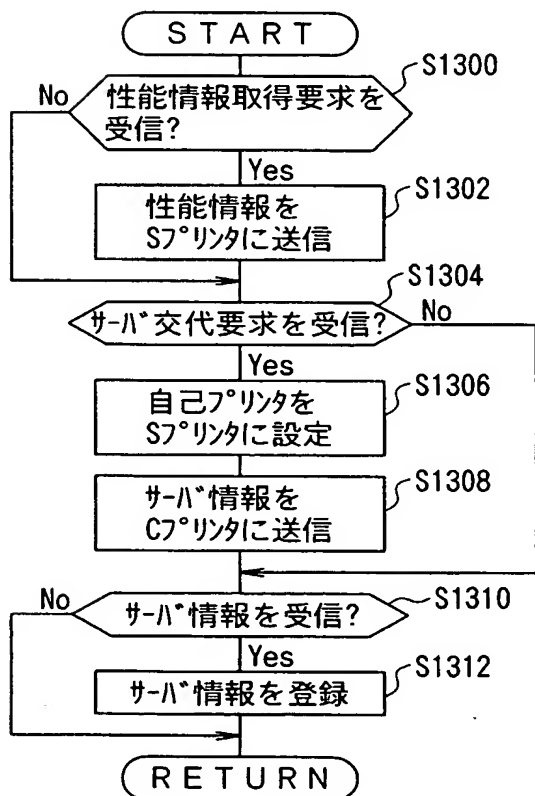 START
S1300
No
性能情報取得要求を
受信?
Yes
S1302
性能情報を
Sﾌﾟﾘﾝﾀに送信
S1304
ｻｰﾊﾞ交代要求を受信?
No
Yes
S1306
自己ﾌﾟﾘﾝﾀを
Sﾌﾟﾘﾝﾀに設定
S1308
ｻｰﾊﾞ情報を
Cﾌﾟﾘﾝﾀに送信
No
S1310
ｻｰﾊﾞ情報を受信?
Yes
S1312
ｻｰﾊﾞ情報を登録
RETURN